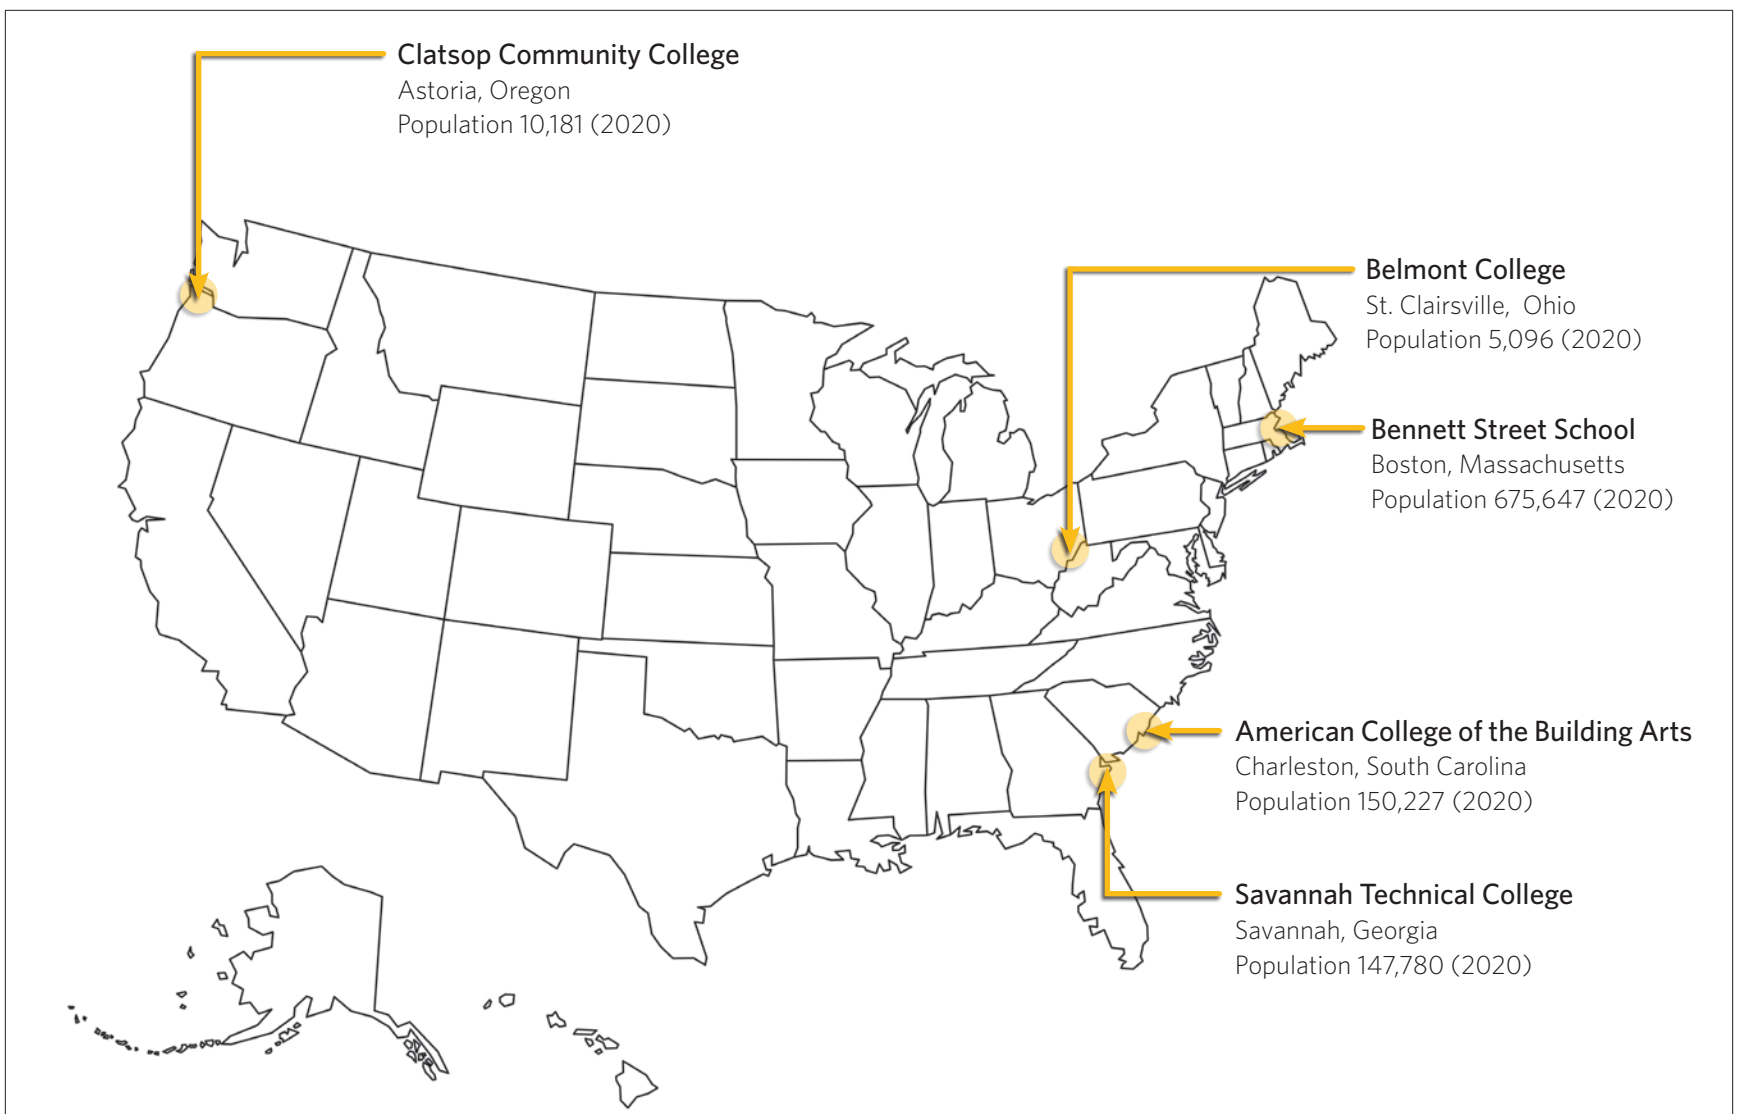 Clatsop Community College
Astoria, Oregon
Population 10,181 (2020)
Belmont College
St. Clairsville, Ohio
Population 5,096 (2020)
Bennett Street School
Boston, Massachusetts
Population 675,647 (2020)
American College of the Building Arts
Charleston, South Carolina
Population 150,227 (2020)
Savannah Technical College
Savannah, Georgia
Population 147,780 (2020)